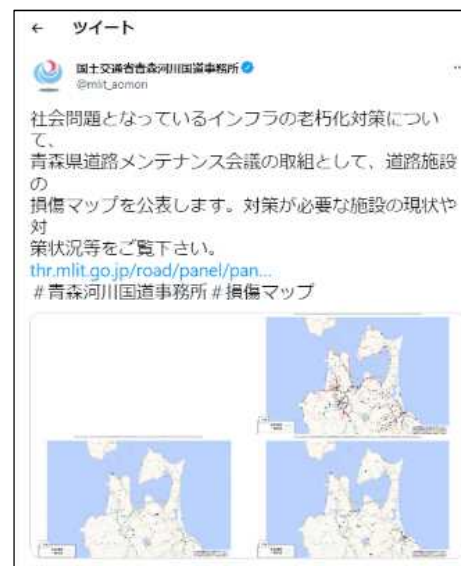 ← ツイート
国土交通省青森河川国道事務所
@mlit_aomori
社会問題となっているインフラの老朽化対策につい
て、
青森県道路メンテナンス会議の取組として、道路施設
の
損傷マップを公表します。対策が必要な施設の現状や
対
策状況等をご覧下さい。
thr.mlit.go.jp/road/panel/pan...
#青森河川国道事務所#損傷マップ